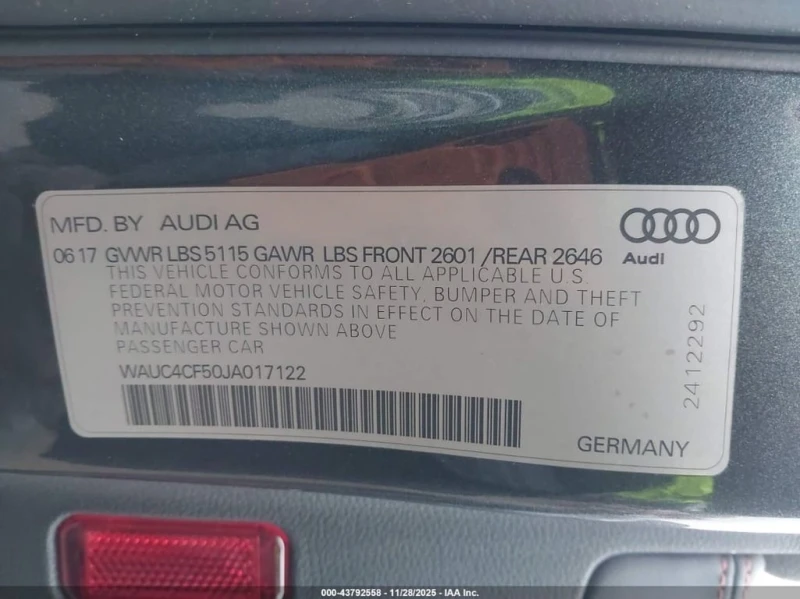 MFD. BY AUDI AG
Audi
06 17 GVWR LBS 5115 GAWR LBS FRONT 2601 /REAR 2646
THIS VEHICLE CONFORMS TO ALL APPLICABLE U.S.
FEDERAL MOTOR VEHICLE SAFETY, BUMPER AND THEFT
PREVENTION STANDARDS IN EFFECT ON THE DATE OF
MANUFACTURE SHOWN ABOVE
PASSENGER CAR
WAUC4CF50JA017122
2412292
GERMANY
000-43792558 - 11/28/2025 - IAA Inc.